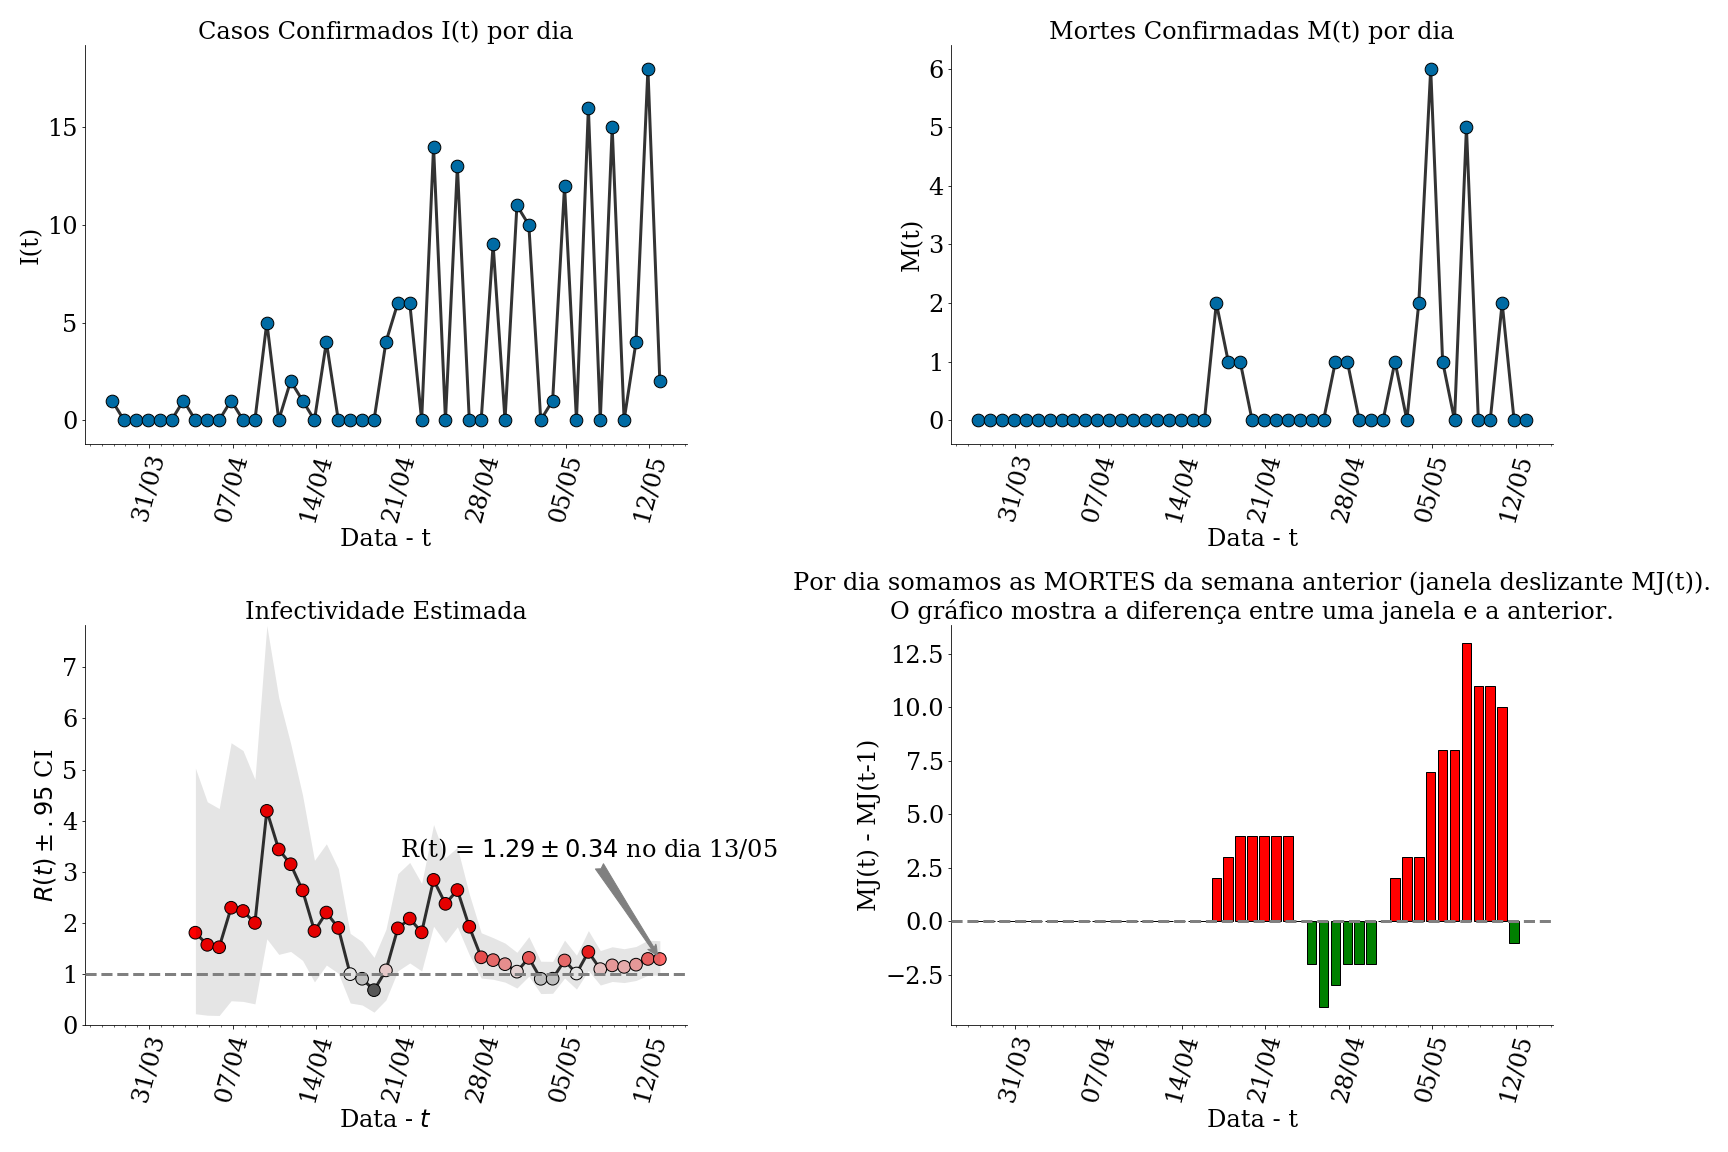 Casos Confirmados I(t) por dia
I(t)
15
10
5
0
31/03 07/04 14/04 21/04 28/04 05/05 12/05
Data - t
Mortes Confirmadas M(t) por dia
M(t)
6
5
4
3
2
1
0
31/03 07/04 14/04 21/04 28/04 05/05 12/05
Data - t
Infectividade Estimada
R(t) ± .95 CI
7
6
5
4
3
2
1
0
R(t) = 1.29 ± 0.34 no dia 13/05
31/03 07/04 14/04 21/04 28/04 05/05 12/05
Data - t
Por dia somamos as MORTES da semana anterior (janela deslizante MJ(t)).
O gráfico mostra a diferença entre uma janela e a anterior.
MJ(t) - MJ(t-1)
12.5
10.0
7.5
5.0
2.5
0.0
−2.5
31/03 07/04 14/04 21/04 28/04 05/05 12/05
Data - t